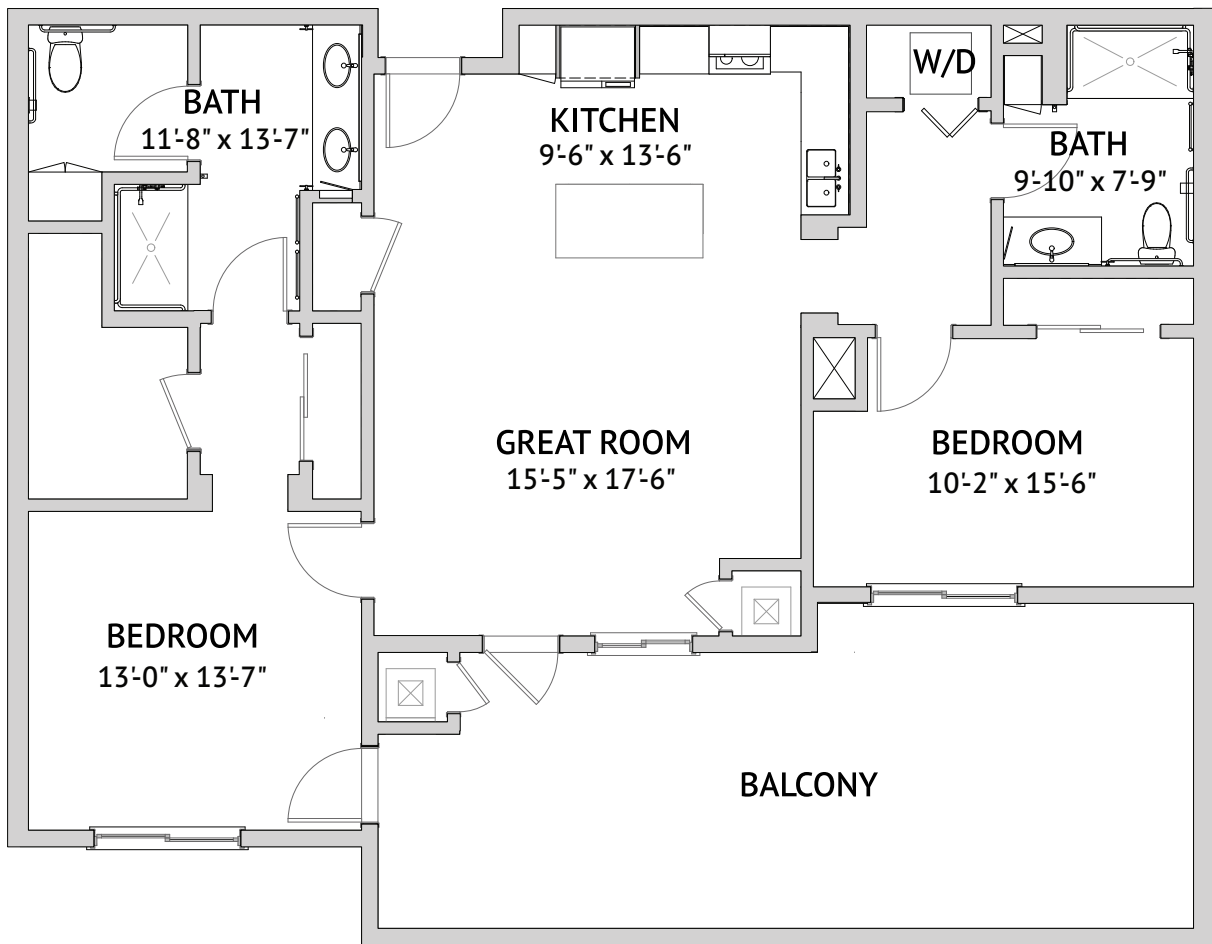 BATH
11'-8" x 13'-7"
KITCHEN
9'-6" x 13'-6"
W/D
BATH
9'-10" x 7'-9"
GREAT ROOM
15'-5" x 17'-6"
BEDROOM
10'-2" x 15'-6"
BEDROOM
13'-0" x 13'-7"
BALCONY